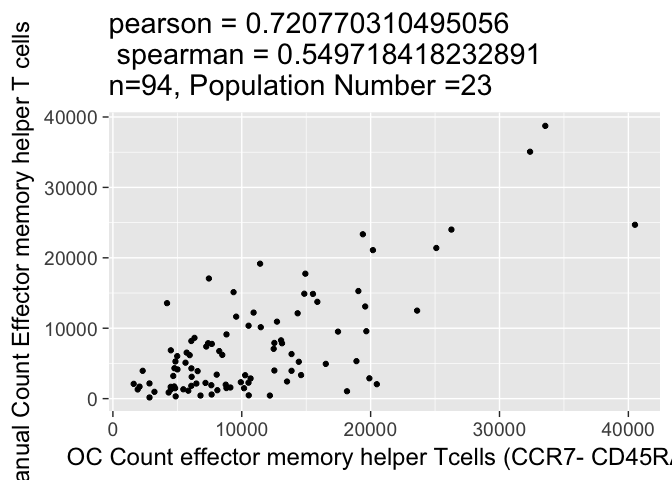 pearson = 0.720770310495056
spearman = 0.549718418232891
n=94, Population Number =23
anual Count Effector memory helper T cells
40000
30000
20000
10000
0
0
10000
20000
30000
40000
OC Count effector memory helper Tcells (CCR7- CD45RA